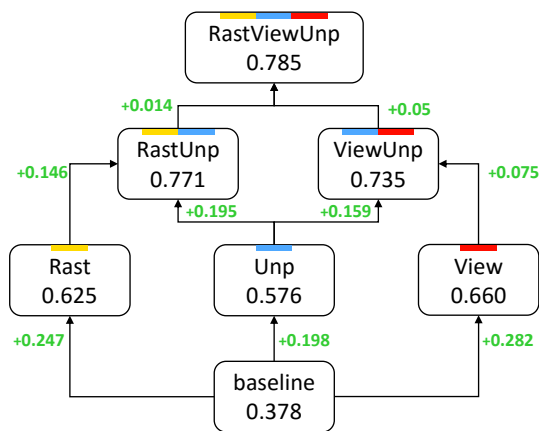 RastViewUnp
0.785
+0.014
+0.05
RastUnp
0.771
ViewUnp
0.735
+0.146
+0.075
+0.195
+0.159
Rast
0.625
Unp
0.576
View
0.660
+0.247
+0.198
+0.282
baseline
0.378